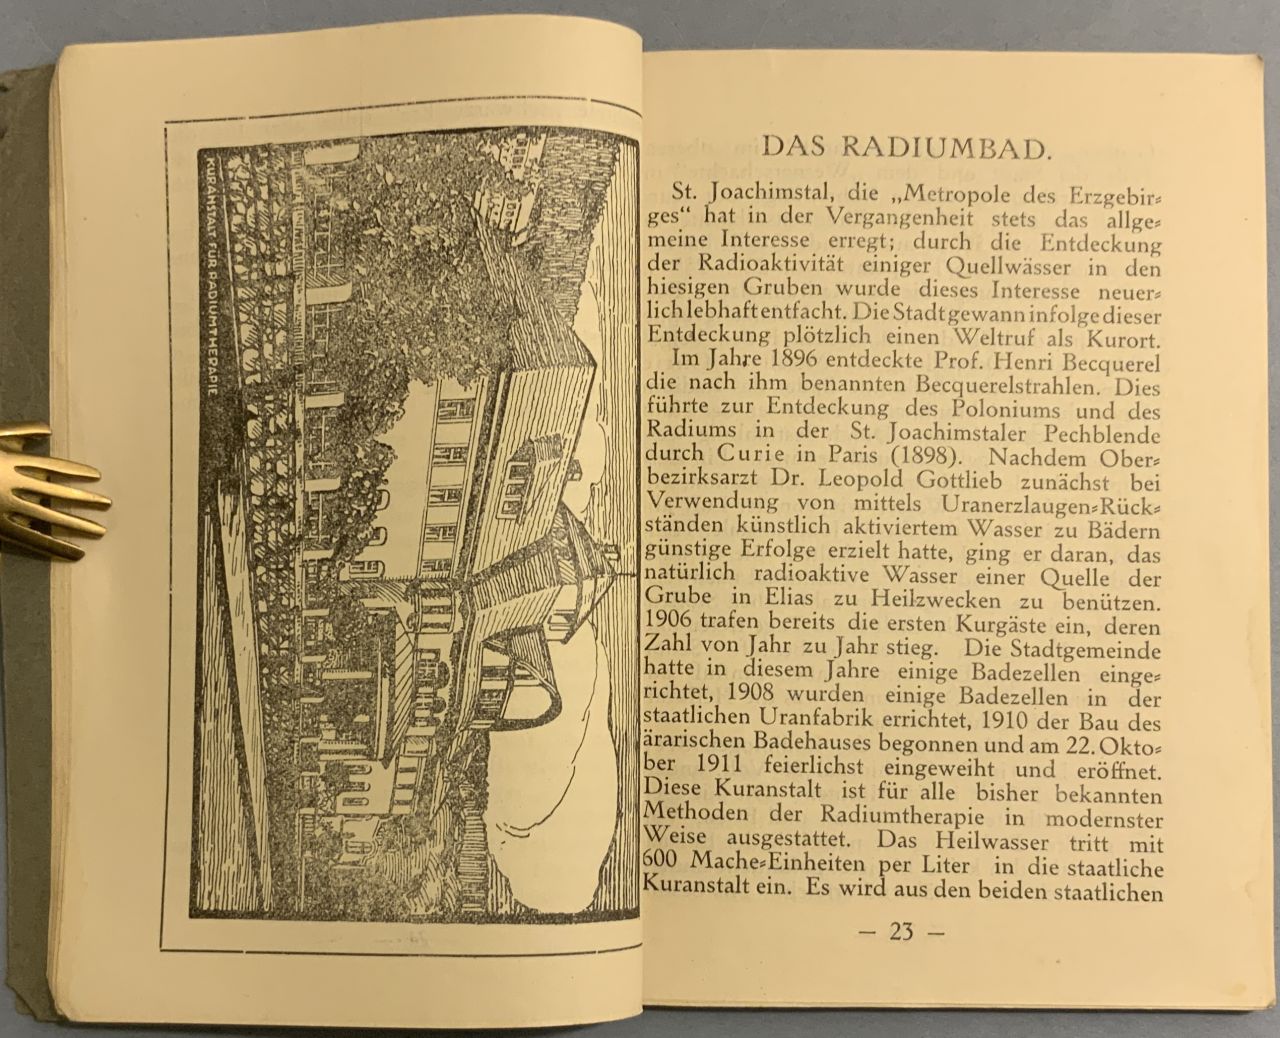 KURANSTALT FÜR RADIUMTHERAPIE
DAS RADIUMBAD.
St. Joachimstal, die „Metropole des Erzgebir⸗
ges“ hat in der Vergangenheit stets das allge⸗
meine Interesse erregt; durch die Entdeckung
der Radioaktivität einiger Quellwässer in den
hiesigen Gruben wurde dieses Interesse neuer⸗
lich lebhaft entfacht. Die Stadt gewann infolge dieser
Entdeckung plötzlich einen Weltruf als Kurort.
Im Jahre 1896 entdeckte Prof. Henri Becquerel
die nach ihm benannten Becquerelstrahlen. Dies
führte zur Entdeckung des Poloniums und des
Radiums in der St. Joachimstaler Pechblende
durch Curie in Paris (1898). Nachdem Ober⸗
bezirksarzt Dr. Leopold Gottlieb zunächst bei
Verwendung von mittels Uranerzlaugen⸗Rück⸗
ständen künstlich aktiviertem Wasser zu Bädern
günstige Erfolge erzielt hatte, ging er daran, das
natürlich radioaktive Wasser einer Quelle der
Grube in Elias zu Heilzwecken zu benützen.
1906 trafen bereits die ersten Kurgäste ein, deren
Zahl von Jahr zu Jahr stieg. Die Stadtgemeinde
hatte in diesem Jahre einige Badezellen einge⸗
richtet, 1908 wurden einige Badezellen in der
staatlichen Uranfabrik errichtet, 1910 der Bau des
ärarischen Badehauses begonnen und am 22. Okto⸗
ber 1911 feierlichst eingeweiht und eröffnet.
Diese Kuranstalt ist für alle bisher bekannten
Methoden der Radiumtherapie in modernster
Weise ausgestattet. Das Heilwasser tritt mit
600 Mache⸗Einheiten per Liter in die staatliche
Kuranstalt ein. Es wird aus den beiden staatlichen
— 23 —